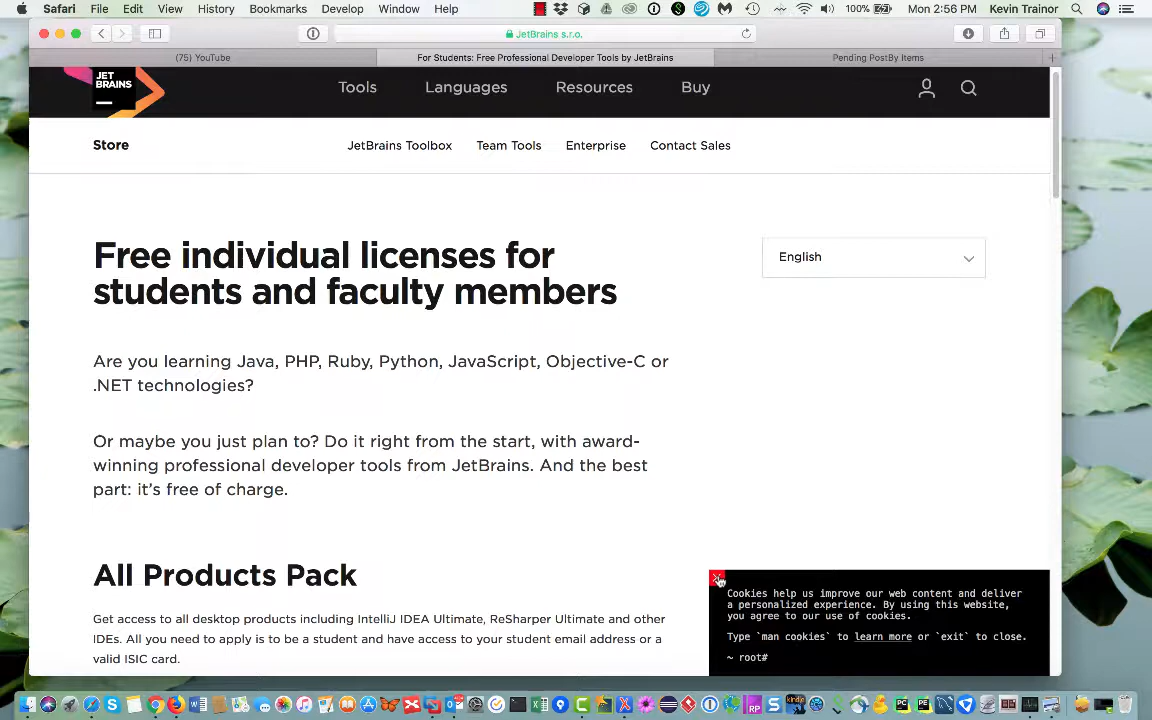 Safari File Edit View History Bookmarks Develop Window Help 100% Mon 2:56 PM Kevin Trainor
JetBrains s.r.o.
(75) YouTube For Students: Free Professional Developer Tools by JetBrains Pending PostBy Items
JET
BRAINS
Tools Languages Resources Buy
Store JetBrains Toolbox Team Tools Enterprise Contact Sales
Free individual licenses for
students and faculty members
English
Are you learning Java, PHP, Ruby, Python, JavaScript, Objective-C or
.NET technologies?
Or maybe you just plan to? Do it right from the start, with award-
winning professional developer tools from JetBrains. And the best
part: it's free of charge.
All Products Pack
Get access to all desktop products including IntelliJ IDEA Ultimate, ReSharper Ultimate and other
IDEs. All you need to apply is to be a student and have access to your student email address or a
valid ISIC card.
Cookies help us improve our web content and deliver
a personalized experience. By using this website,
you agree to our use of cookies.
Type `man cookies` to learn more or `exit` to close.
~ root#